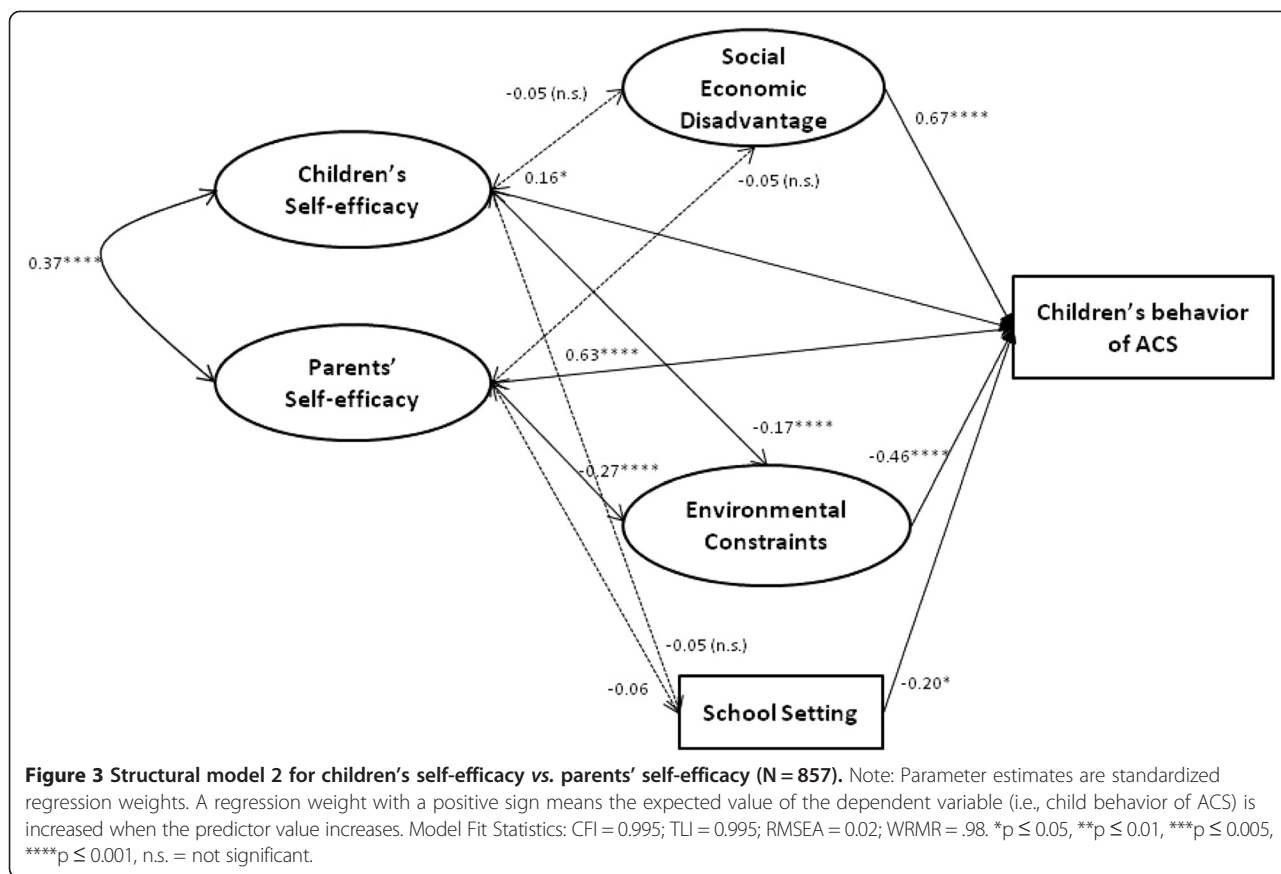 Social
Economic
Disadvantage
-0.05 (n.s.)
0.67****
Children's
Self-efficacy
0.16*
-0.05 (n.s.)
0.37****
Children's behavior
of ACS
Parents'
Self-efficacy
0.63****
-0.17****
-0.27****
-0.46****
Environmental
Constraints
-0.05 (n.s.)
-0.06
School Setting
-0.20*
Figure 3 Structural model 2 for children's self-efficacy vs. parents' self-efficacy (N = 857). Note: Parameter estimates are standardized
regression weights. A regression weight with a positive sign means the expected value of the dependent variable (i.e., child behavior of ACS) is
increased when the predictor value increases. Model Fit Statistics: CFI = 0.995; TLI = 0.995; RMSEA = 0.02; WRMR = .98. *p ≤ 0.05, **p ≤ 0.01, ***p ≤ 0.005,
****p ≤ 0.001, n.s. = not significant.